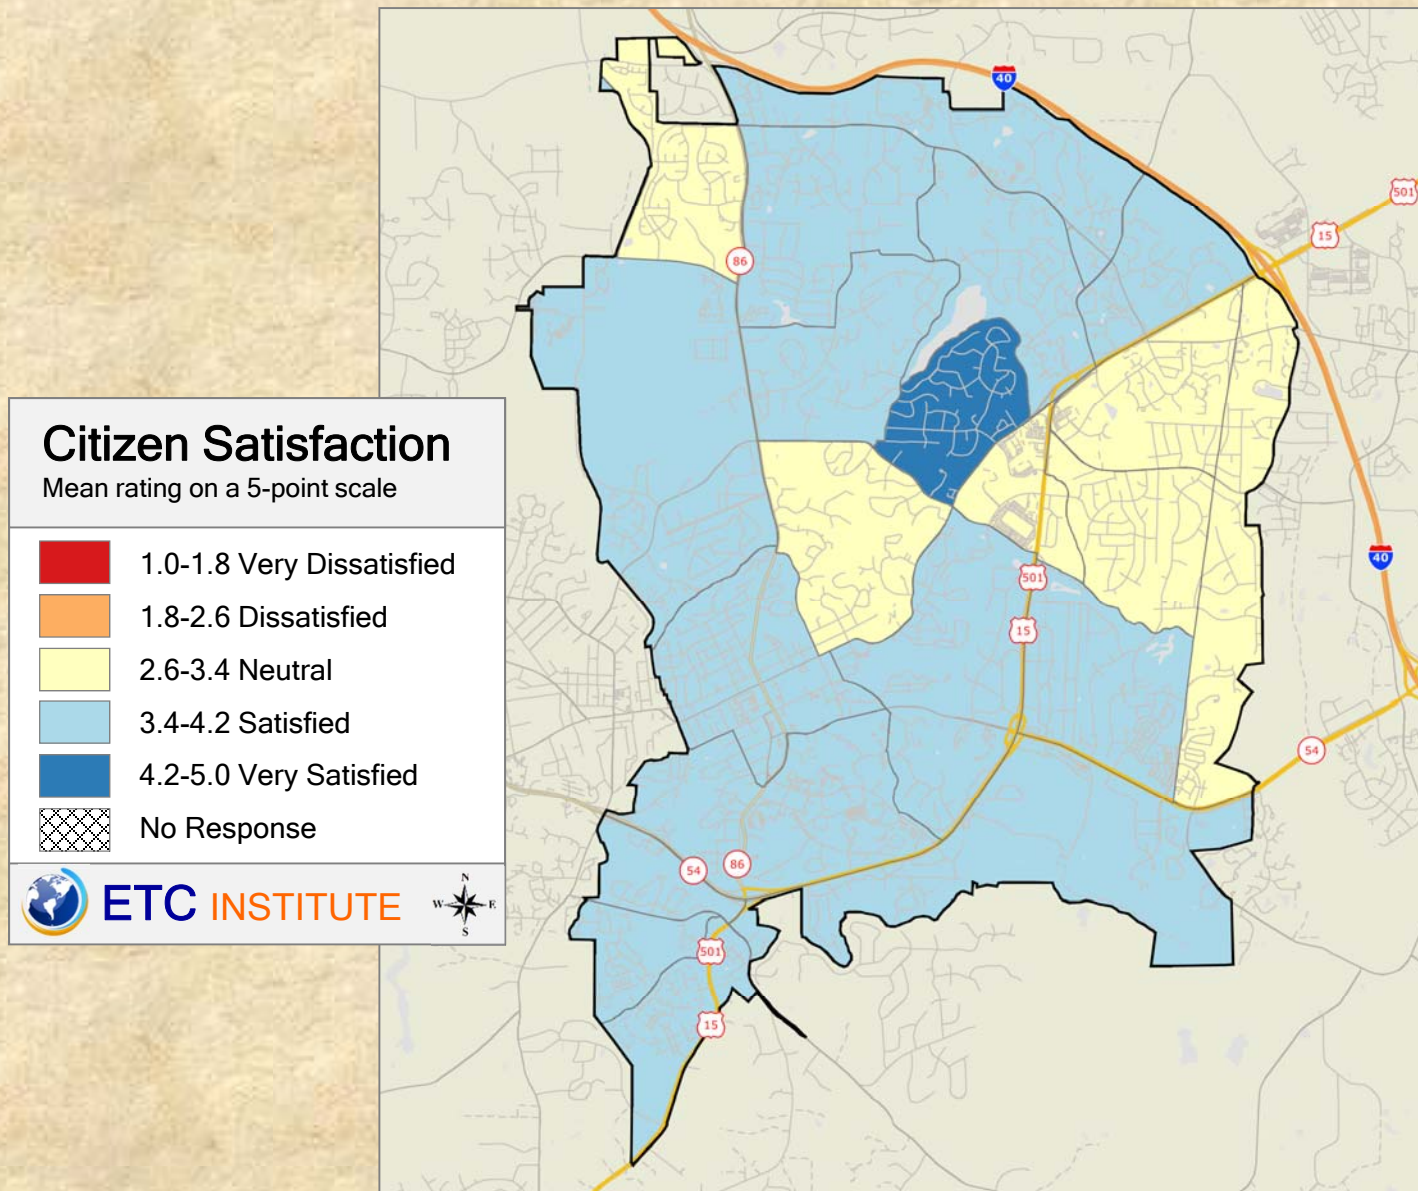 Citizen Satisfaction
Mean rating on a 5-point scale
1.0-1.8 Very Dissatisfied
1.8-2.6 Dissatisfied
2.6-3.4 Neutral
3.4-4.2 Satisfied
4.2-5.0 Very Satisfied
No Response
ETC INSTITUTE
N
W E
S
40
501
15
86
40
501
15
54
54
86
501
15